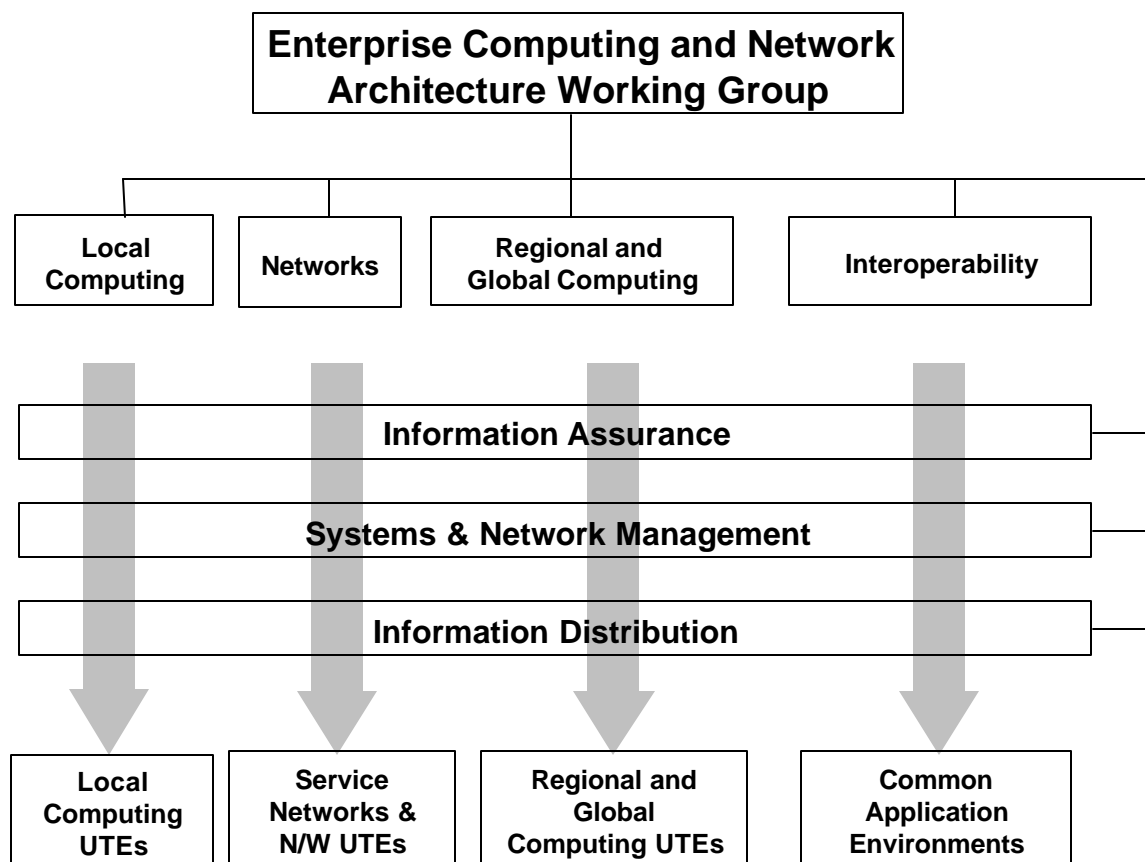 Enterprise Computing and Network
Architecture Working Group
Local
Computing
Networks
Regional and
Global Computing
Interoperability
Information Assurance
Systems & Network Management
Information Distribution
Local
Computing
UTEs
Service
Networks &
N/W UTEs
Regional and
Global
Computing UTEs
Common
Application
Environments